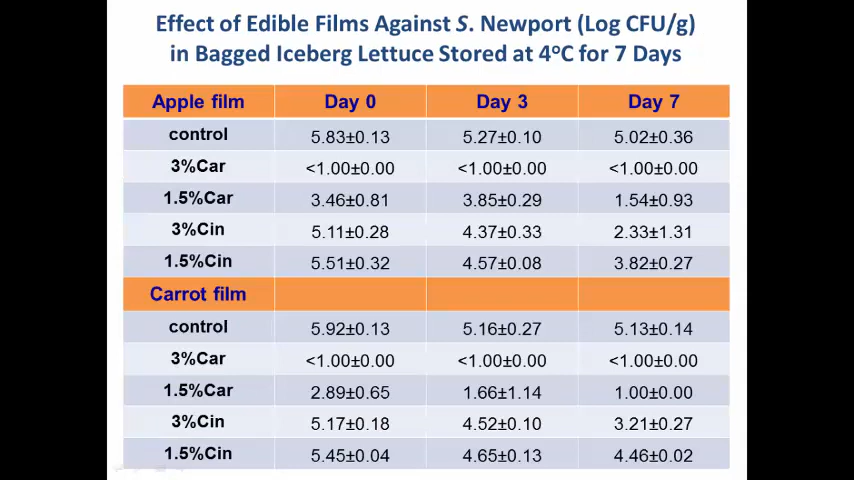 Effect of Edible Films Against S. Newport (Log CFU/g)
in Bagged Iceberg Lettuce Stored at 4°C for 7 Days
Apple film Day 0 Day 3 Day 7
control 5.83±0.13 5.27±0.10 5.02±0.36
3%Car <1.00±0.00 <1.00±0.00 <1.00±0.00
1.5%Car 3.46±0.81 3.85±0.29 1.54±0.93
3%Cin 5.11±0.28 4.37±0.33 2.33±1.31
1.5%Cin 5.51±0.32 4.57±0.08 3.82±0.27
Carrot film
control 5.92±0.13 5.16±0.27 5.13±0.14
3%Car <1.00±0.00 <1.00±0.00 <1.00±0.00
1.5%Car 2.89±0.65 1.66±1.14 1.00±0.00
3%Cin 5.17±0.18 4.52±0.10 3.21±0.27
1.5%Cin 5.45±0.04 4.65±0.13 4.46±0.02